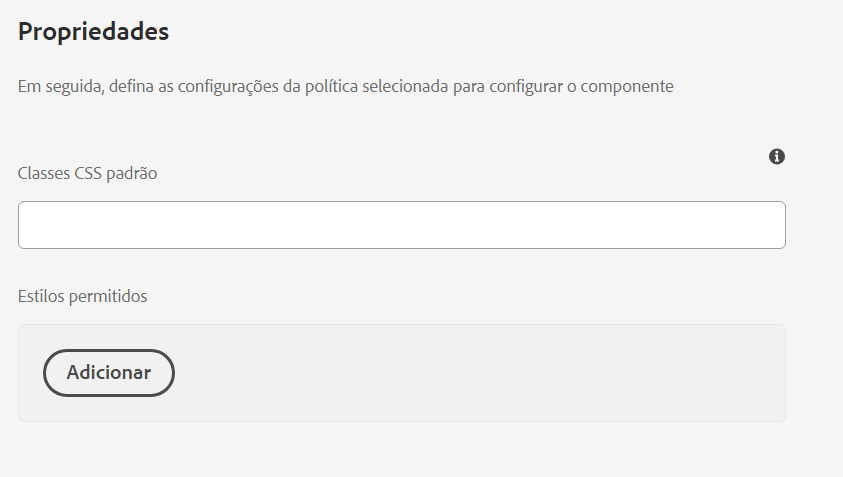 Propriedades
Em seguida, defina as configurações da política selecionada para configurar o componente
Classes CSS padrão
Estilos permitidos
Adicionar